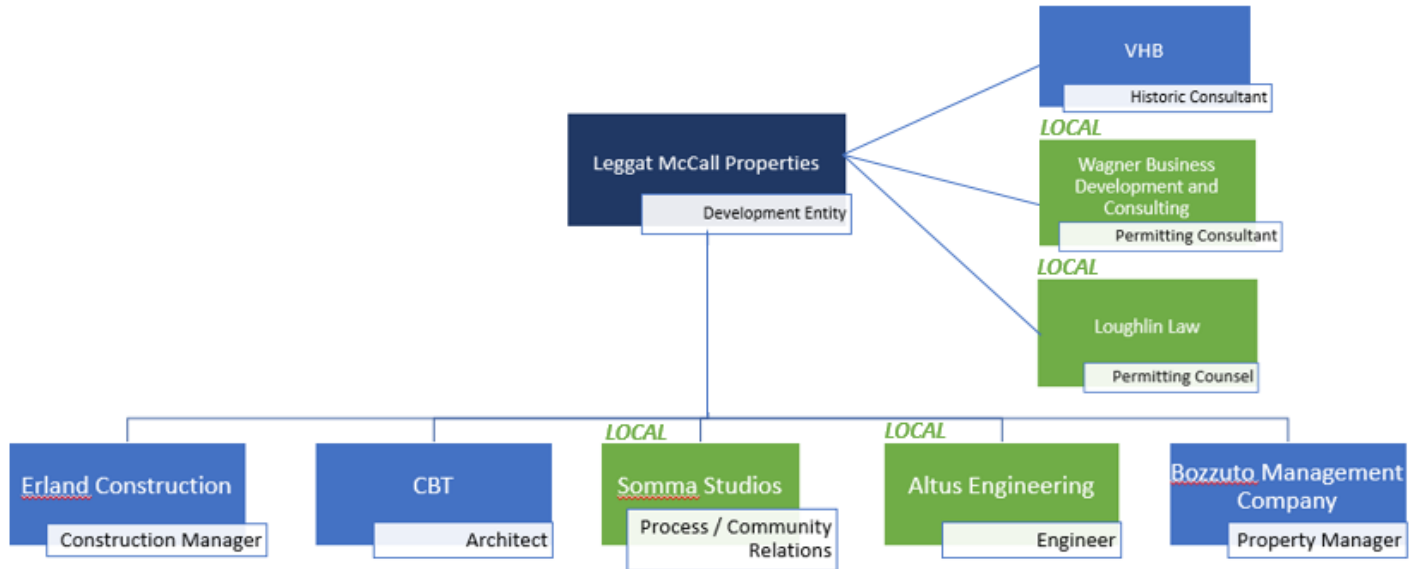 VHB
Historic Consultant
LOCAL
Leggat McCall Properties
Development Entity
Wagner Business
Development and
Consulting
Permitting Consultant
LOCAL
Loughlin Law
Permitting Counsel
Erland Construction
Construction Manager
CBT
Architect
LOCAL
Somma Studios
Process / Community
Relations
LOCAL
Altus Engineering
Engineer
Bozzuto Management
Company
Property Manager